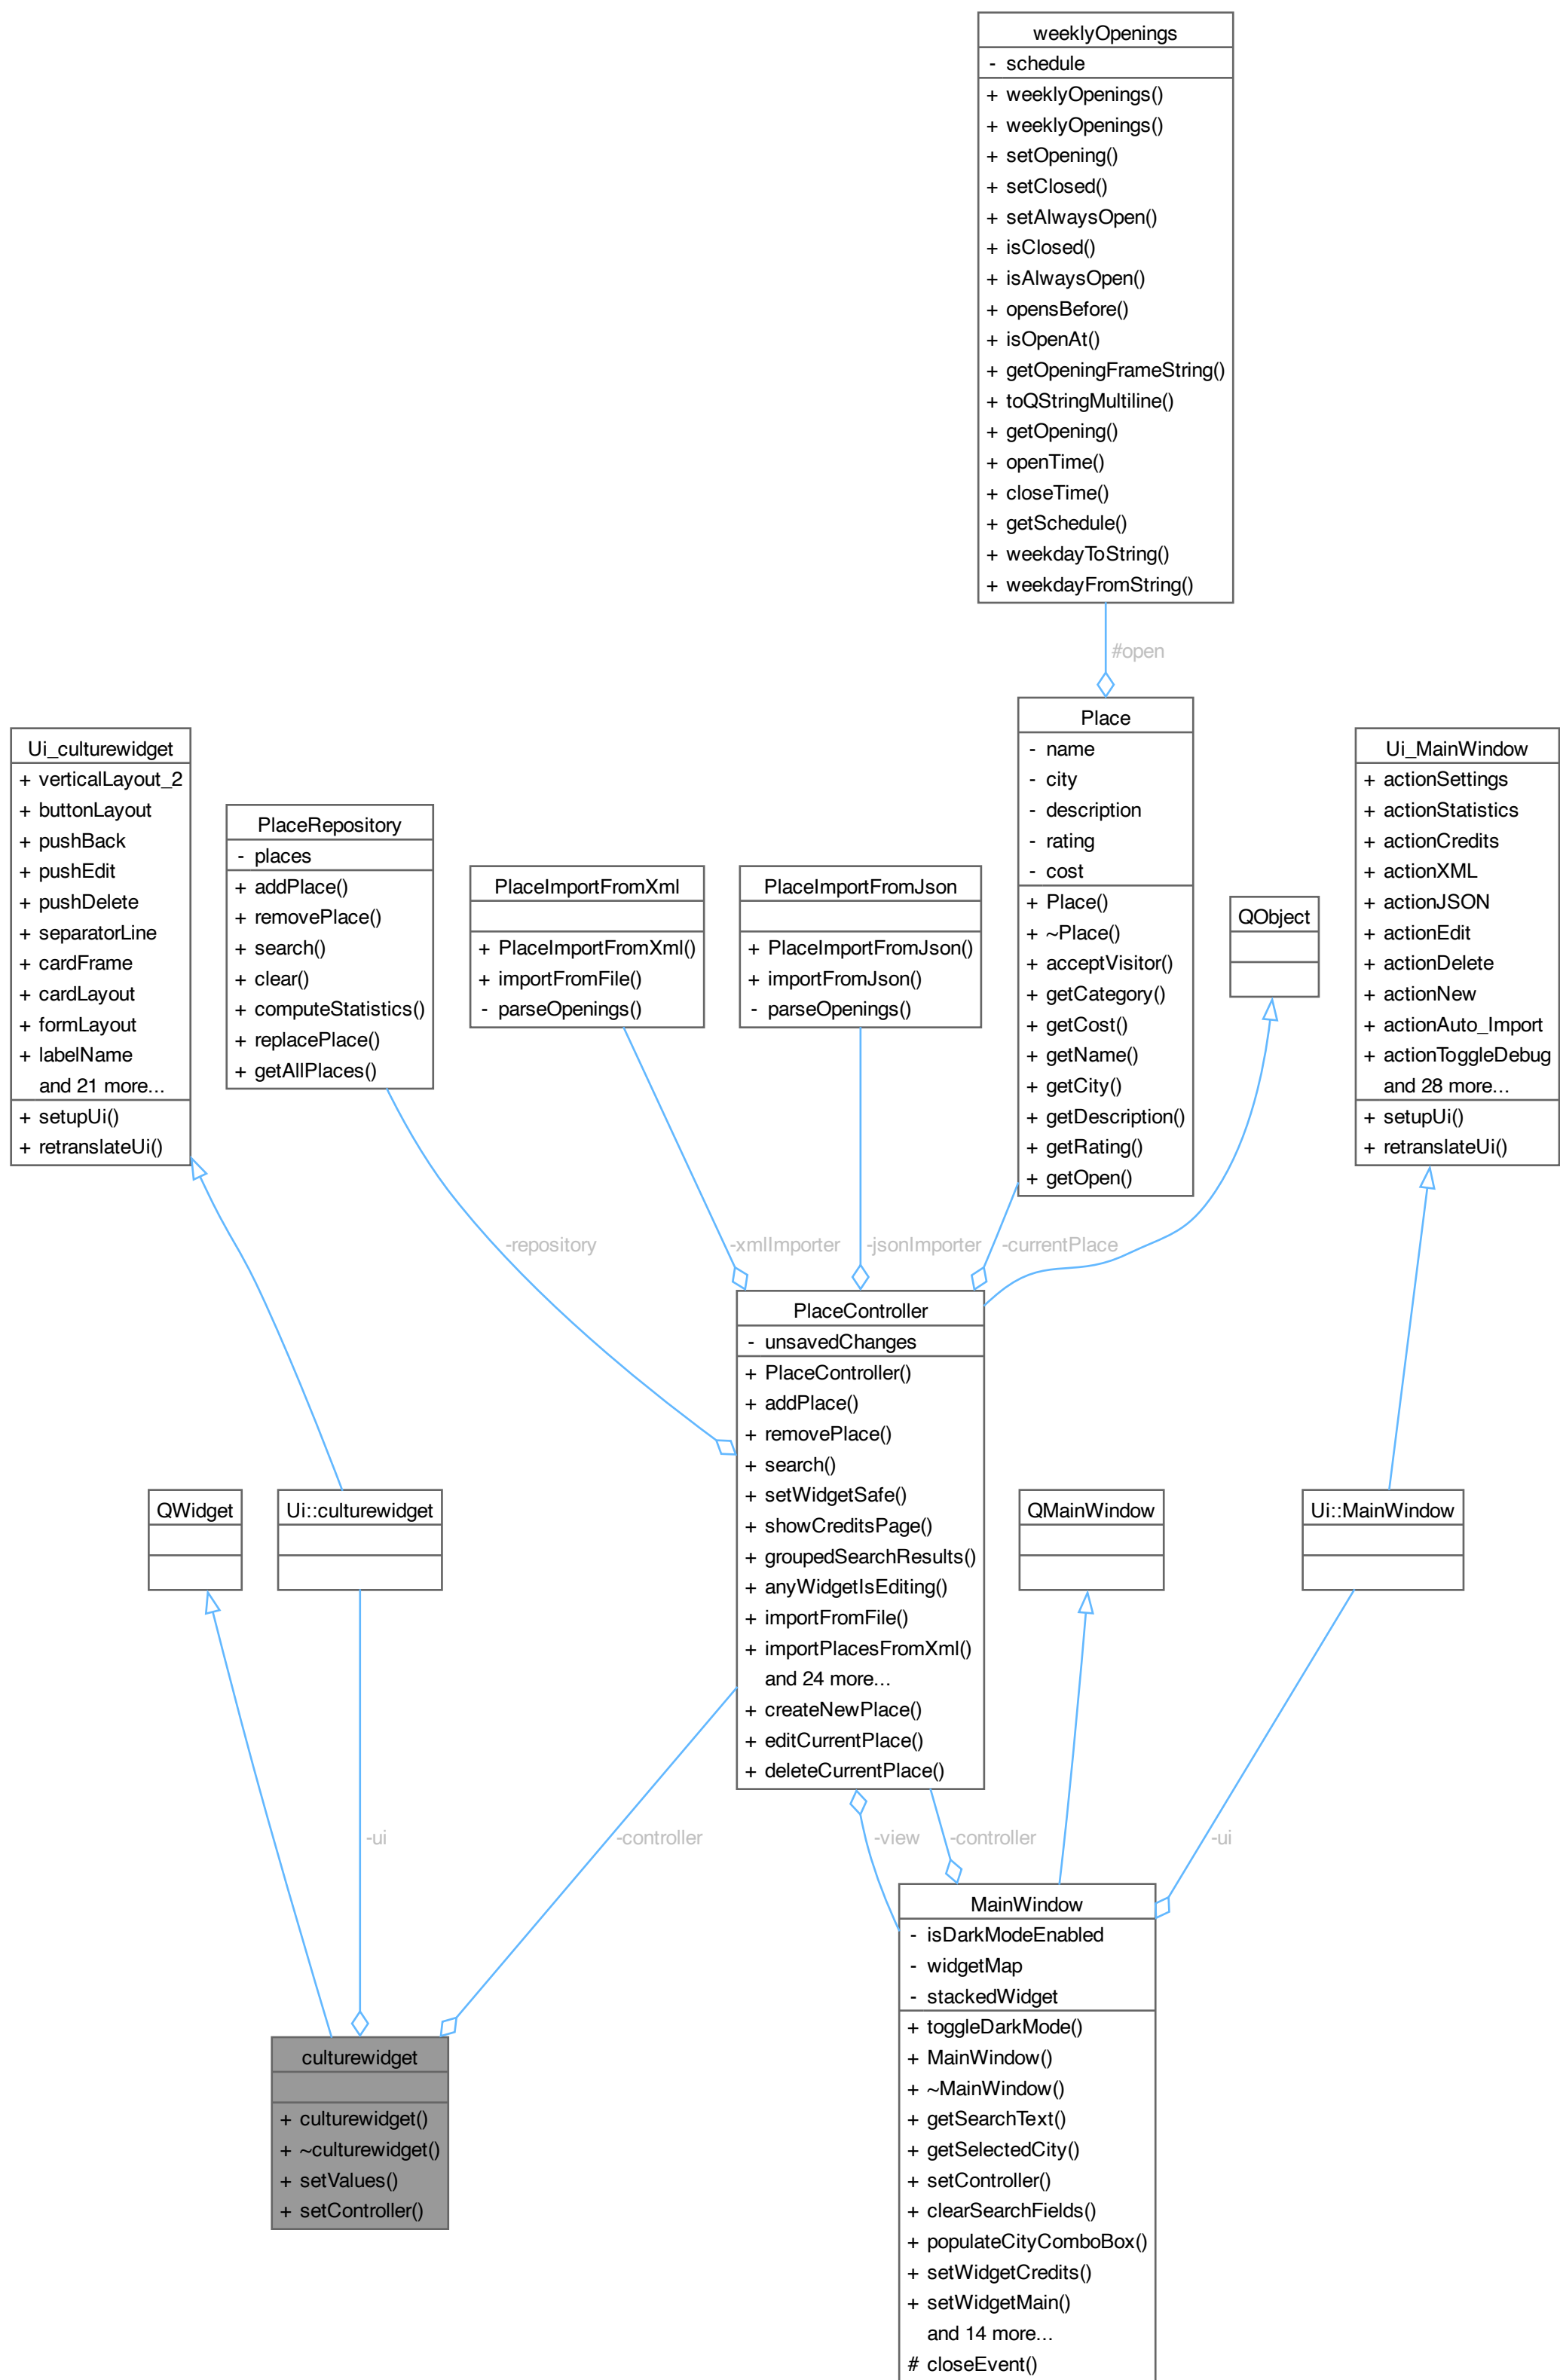 weeklyOpenings
- schedule
+ weeklyOpenings()
+ weeklyOpenings()
+ setOpening()
+ setClosed()
+ setAlwaysOpen()
+ isClosed()
+ isAlwaysOpen()
+ opensBefore()
+ isOpenAt()
+ getOpeningFrameString()
+ toQStringMultiline()
+ getOpening()
+ openTime()
+ closeTime()
+ getSchedule()
+ weekdayToString()
+ weekdayFromString()
#open
Ui_culturewidget
+ verticalLayout_2
+ buttonLayout
+ pushBack
+ pushEdit
+ pushDelete
+ separatorLine
+ cardFrame
+ cardLayout
+ formLayout
+ labelName
and 21 more...
+ setupUi()
+ retranslateUi()
PlaceRepository
- places
+ addPlace()
+ removePlace()
+ search()
+ clear()
+ computeStatistics()
+ replacePlace()
+ getAllPlaces()
PlaceImportFromXml
+ PlaceImportFromXml()
+ importFromFile()
- parseOpenings()
PlaceImportFromJson
+ PlaceImportFromJson()
+ importFromJson()
- parseOpenings()
Place
- name
- city
- description
- rating
- cost
+ Place()
+ ~Place()
+ acceptVisitor()
+ getCategory()
+ getCost()
+ getName()
+ getCity()
+ getDescription()
+ getRating()
+ getOpen()
QObject
Ui_MainWindow
+ actionSettings
+ actionStatistics
+ actionCredits
+ actionXML
+ actionJSON
+ actionEdit
+ actionDelete
+ actionNew
+ actionAuto_Import
+ actionToggleDebug
and 28 more...
+ setupUi()
+ retranslateUi()
-repository
-xmlImporter
-jsonImporter
-currentPlace
PlaceController
- unsavedChanges
+ PlaceController()
+ addPlace()
+ removePlace()
+ search()
+ setWidgetSafe()
+ showCreditsPage()
+ groupedSearchResults()
+ anyWidgetIsEditing()
+ importFromFile()
+ importPlacesFromXml()
and 24 more...
+ createNewPlace()
+ editCurrentPlace()
+ deleteCurrentPlace()
QWidget
Ui::culturewidget
QMainWindow
Ui::MainWindow
-ui
-controller
-view
-controller
-ui
culturewidget
+ culturewidget()
+ ~culturewidget()
+ setValues()
+ setController()
MainWindow
- isDarkModeEnabled
- widgetMap
- stackedWidget
+ toggleDarkMode()
+ MainWindow()
+ ~MainWindow()
+ getSearchText()
+ getSelectedCity()
+ setController()
+ clearSearchFields()
+ populateCityComboBox()
+ setWidgetCredits()
+ setWidgetMain()
and 14 more...
# closeEvent()